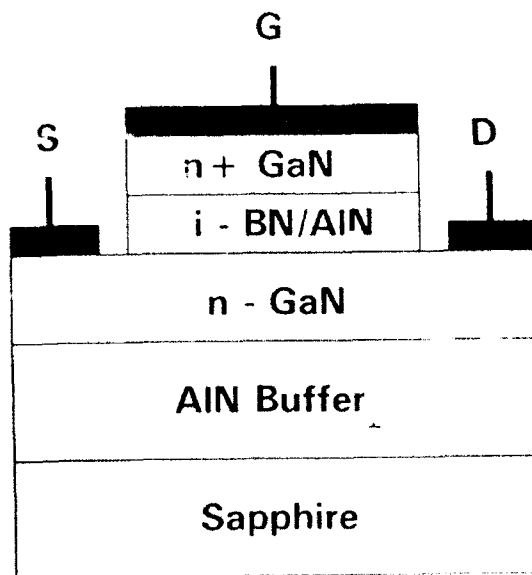 G
S
D
n+ GaN
i - BN/AlN
n - GaN
AlN Buffer
Sapphire